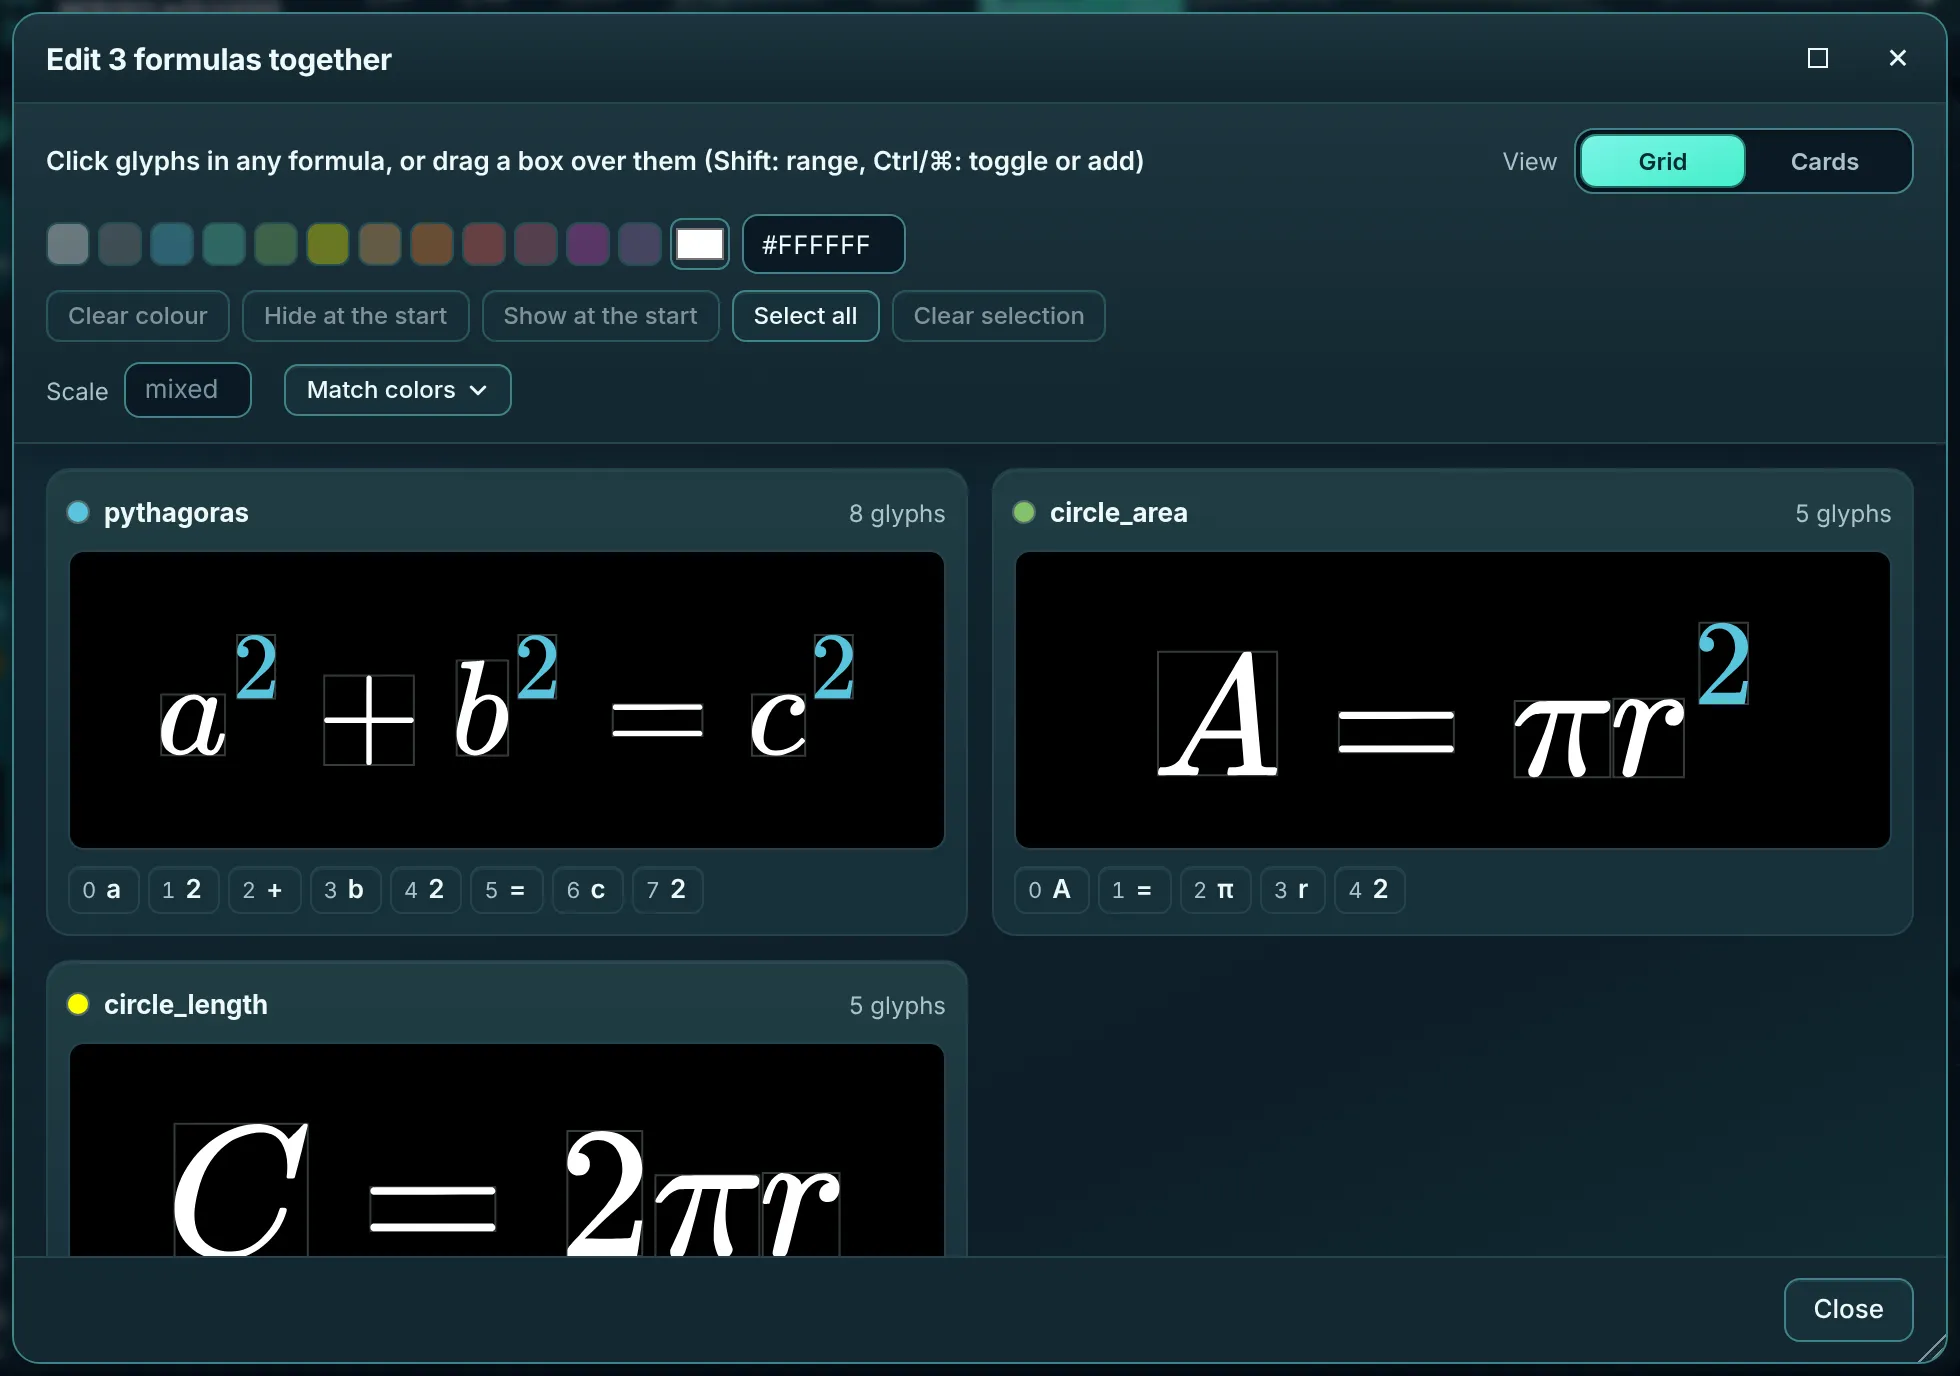 Edit 3 formulas together
Click glyphs in any formula, or drag a box over them (Shift: range, Ctrl/⌘: toggle or add)
View Grid Cards
#FFFFFF
Clear colour Hide at the start Show at the start Select all Clear selection
Scale mixed Match colors
pythagoras 8 glyphs
a² + b² = c²
0 a 1 2 2 + 3 b 4 2 5 = 6 c 7 2
circle_area 5 glyphs
A = πr²
0 A 1 = 2 π 3 r 4 2
circle_length 5 glyphs
C = 2πr
Close